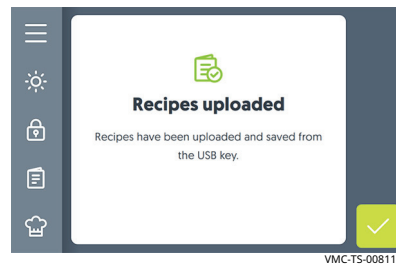 Recipes uploaded
Recipes have been uploaded and saved from
the USB key.
VMC-TS-00811